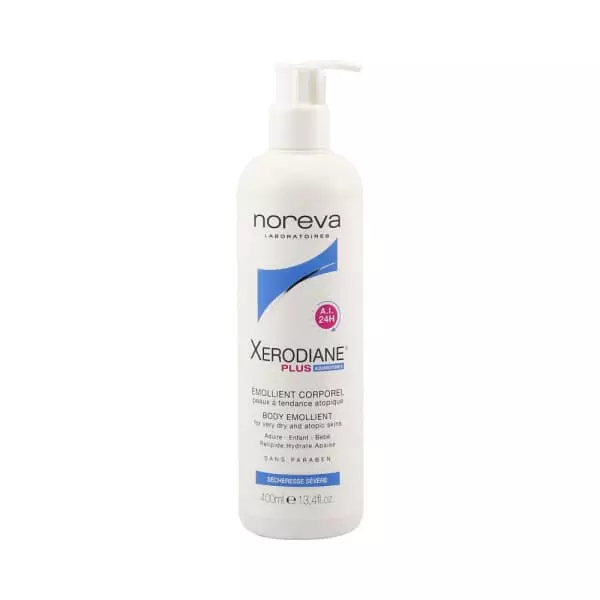 noreva
LABORATOIRES
A.I.
24H
XERODIANE®
PLUS
ÉMOLLIENT CORPOREL
peaux à tendance atopique
BODY EMOLLIENT
for very dry and atopic skins
Adulte - Enfant - Bébé
Relipide Hydrate Apaise
SANS PARABEN
SÉCHERESSE SÉVÈRE
400ml e 13,4fl.oz.